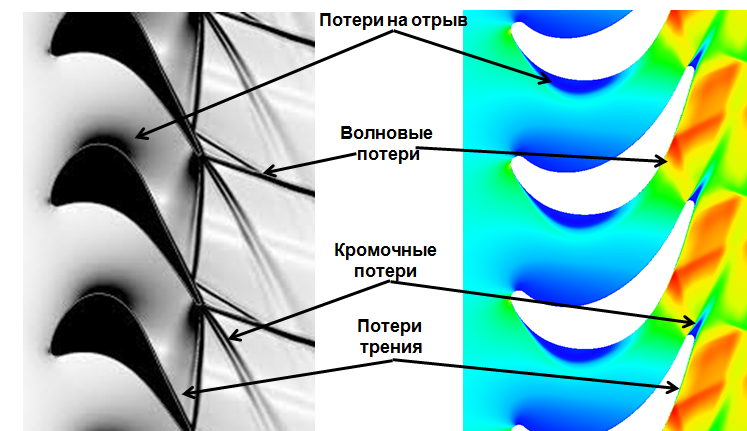 Потери на отрыв
Волновые
потери
Кромочные
потери
Потери
трения